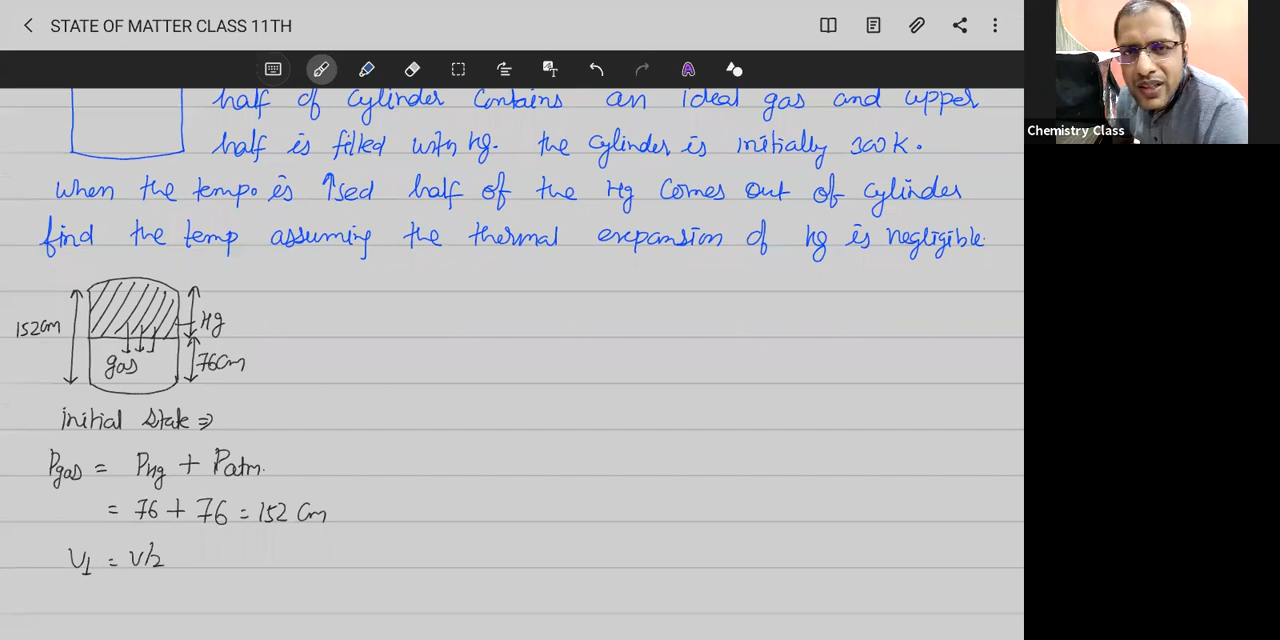 STATE OF MATTER CLASS 11TH
Chemistry Class
half of cylinder contains an ideal gas and upper
half is filled with hg. the cylinder is initially 300 K.
when the tempo is ↑sed half of the Hg comes out of cylinder
find the temp assuming the thermal expansion of hg is negligible.
152cm
Hg
gas
76cm
initial state ⇒
Pgas = Phg + Patm.
= 76 + 76 = 152 cm
V1 = V/2